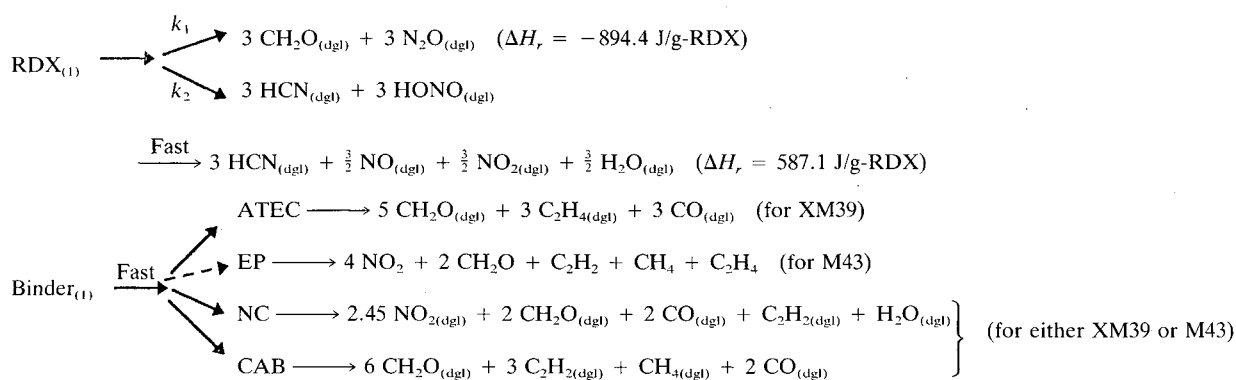 k₁ 3 CH₂O(dgl) + 3 N₂O(dgl) (ΔHᵣ = −894.4 J/g-RDX)
RDX(1)
k₂ 3 HCN(dgl) + 3 HONO(dgl)
Fast 3 HCN(dgl) + 3/2 NO(dgl) + 3/2 NO₂(dgl) + 3/2 H₂O(dgl) (ΔHᵣ = 587.1 J/g-RDX)
ATEC ⟶ 5 CH₂O(dgl) + 3 C₂H₄(dgl) + 3 CO(dgl) (for XM39)
Fast EP ⟶ 4 NO₂ + 2 CH₂O + C₂H₂ + CH₄ + C₂H₄ (for M43)
Binder(1)
NC ⟶ 2.45 NO₂(dgl) + 2 CH₂O(dgl) + 2 CO(dgl) + C₂H₂(dgl) + H₂O(dgl)
(for either XM39 or M43)
CAB ⟶ 6 CH₂O(dgl) + 3 C₂H₂(dgl) + CH₄(dgl) + 2 CO(dgl)